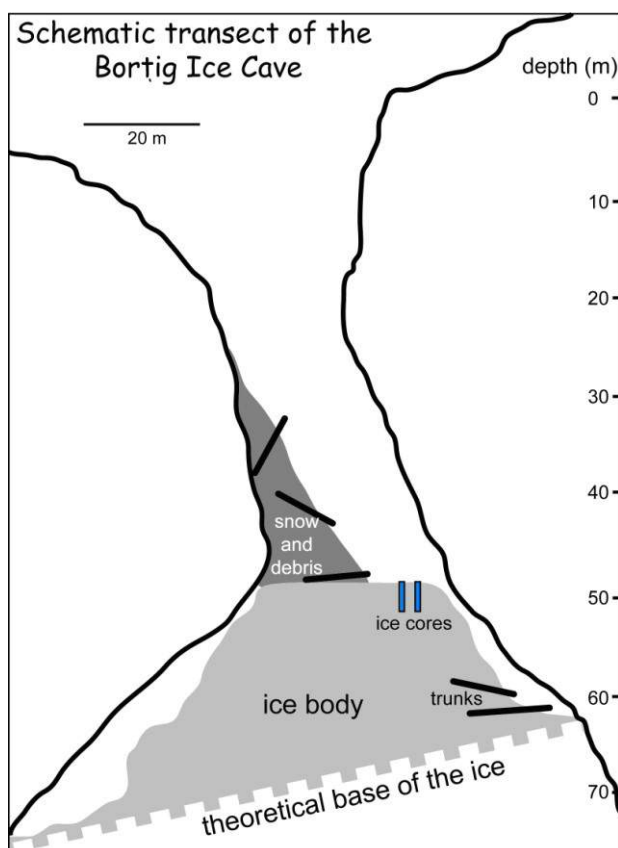 Schematic transect of the
Bortig Ice Cave
20 m
depth (m)
0
10
20
30
40
50
60
70
snow
and
debris
ice cores
ice body
trunks
theoretical base of the ice